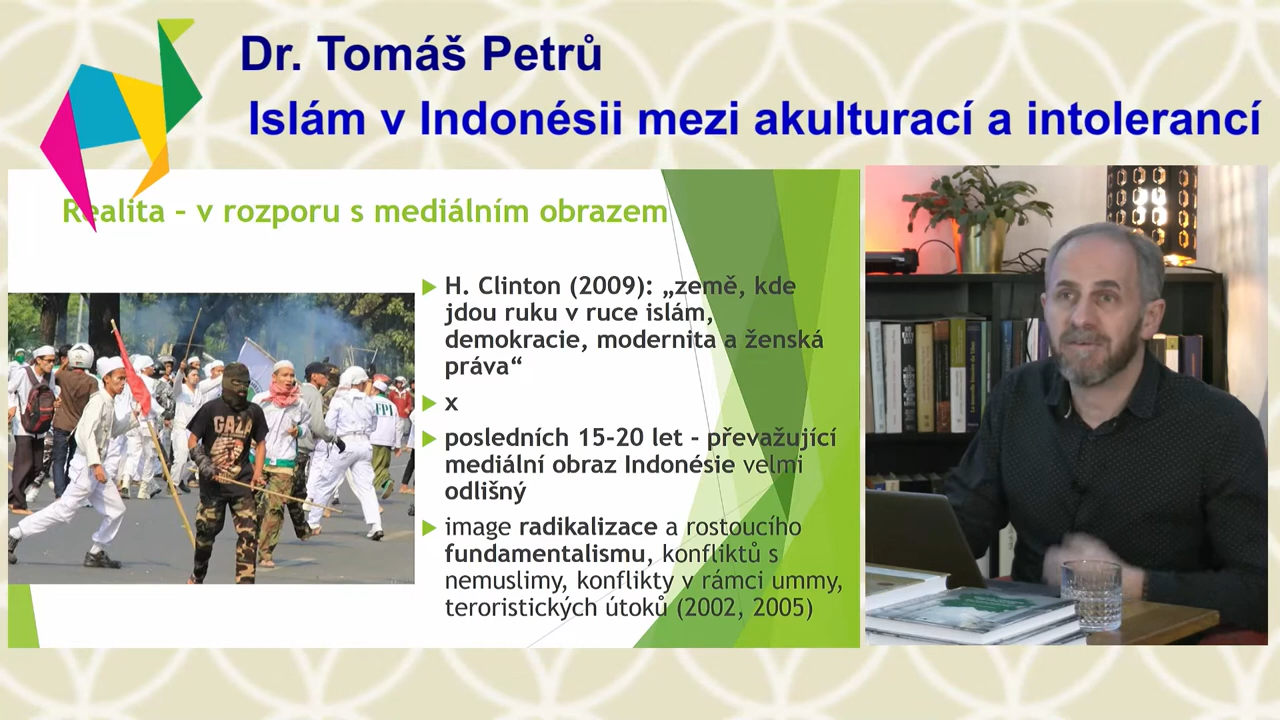 Dr. Tomáš Petrů
Islám v Indonésii mezi akulturací a intolerancí
Realita – v rozporu s mediálním obrazem
H. Clinton (2009): „země, kde
jdou ruku v ruce islám,
demokracie, modernita a ženská
práva“
x
posledních 15-20 let - převažující
mediální obraz Indonésie velmi
odlišný
image radikalizace a rostoucího
fundamentalismu, konfliktů s
nemuslimy, konflikty v rámci ummy,
teroristických útoků (2002, 2005)
GAZA
FPI